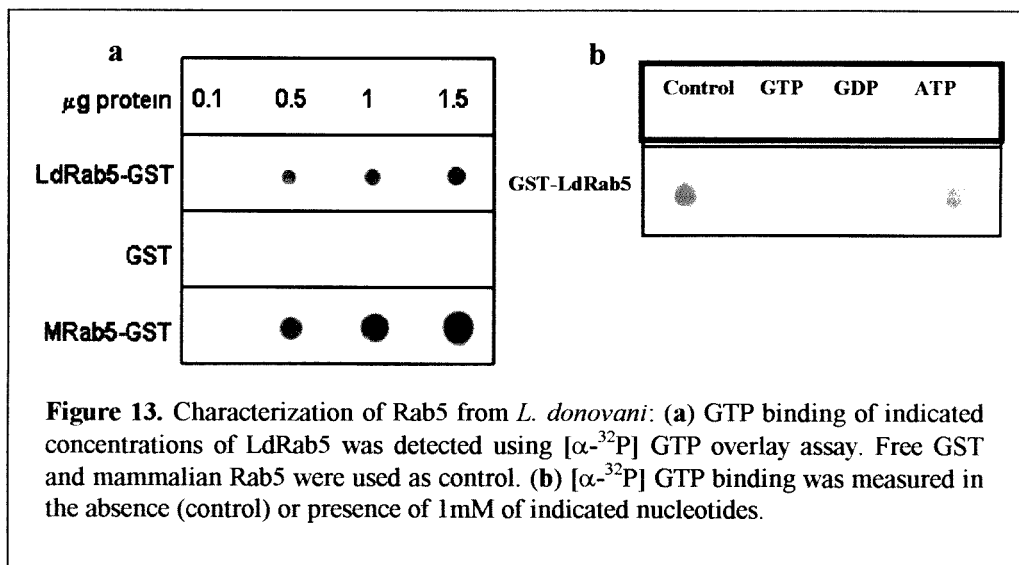 a
μg protein 0.1 0.5 1 1.5
LdRab5-GST
GST
MRab5-GST
b
Control GTP GDP ATP
GST-LdRab5
Figure 13. Characterization of Rab5 from L. donovani: (a) GTP binding of indicated
concentrations of LdRab5 was detected using [α-³²P] GTP overlay assay. Free GST
and mammalian Rab5 were used as control. (b) [α-³²P] GTP binding was measured in
the absence (control) or presence of 1mM of indicated nucleotides.